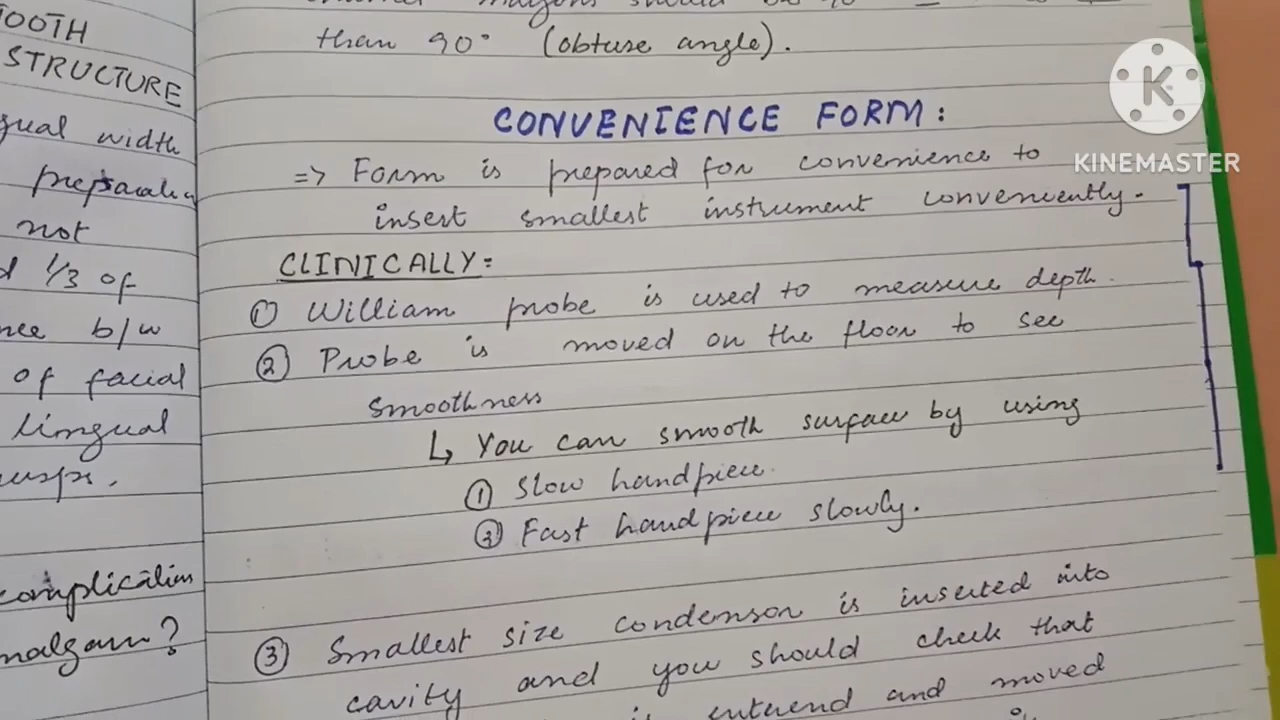 TOOTH
STRUCTURE
width
preparation
not
1/3 of
b/w
of facial
lingual
complication
than 90° (obtuse angle).
CONVENIENCE FORM:
=> Form is prepared for convenience to
insert smallest instrument conveniently.
CLINICALLY:
① William probe is used to measure depth.
② Probe is moved on the floor to see
smoothness
↳ You can smooth surface by using
① Slow handpiece.
② Fast handpiece slowly.
③ Smallest size condensor is inserted into
cavity and you should check that
and moved
K
KINEMASTER